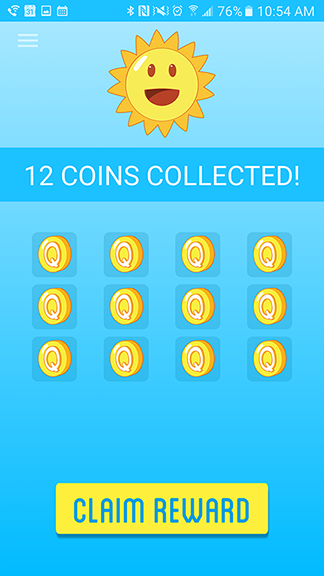 31 76% 10:54 AM
12 COINS COLLECTED!
Q Q Q Q
Q Q Q Q
Q Q Q Q
CLAIM REWARD